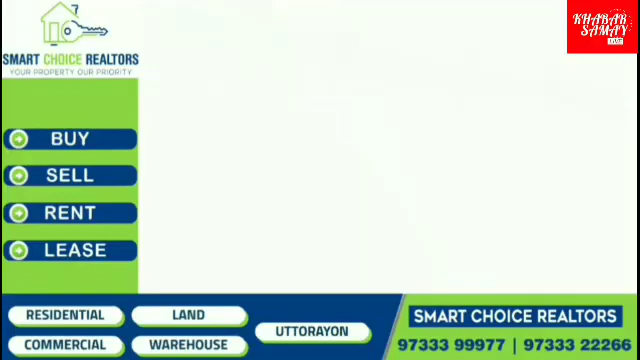 KHABAR
SAMAY
LIVE
SMART CHOICE REALTORS
YOUR PROPERTY OUR PRIORITY
BUY
SELL
RENT
LEASE
RESIDENTIAL
LAND
COMMERCIAL
WAREHOUSE
UTTORAYON
SMART CHOICE REALTORS
97333 99977 | 97333 22266